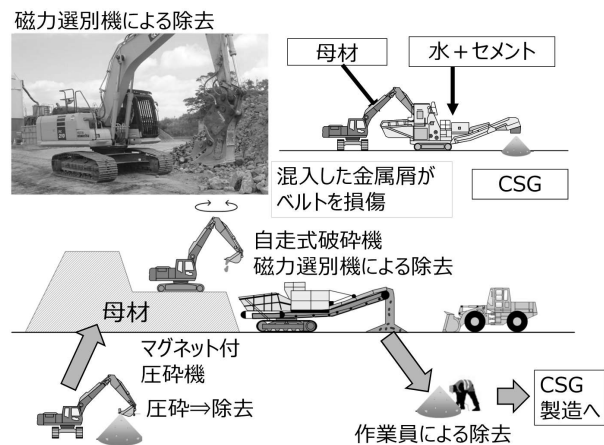 磁力選別機による除去
母材
水+セメント
混入した金属屑が
ベルトを損傷
CSG
自走式破砕機
磁力選別機による除去
母材
マグネット付
圧砕機
圧砕⇒除去
作業員による除去
CSG
製造へ